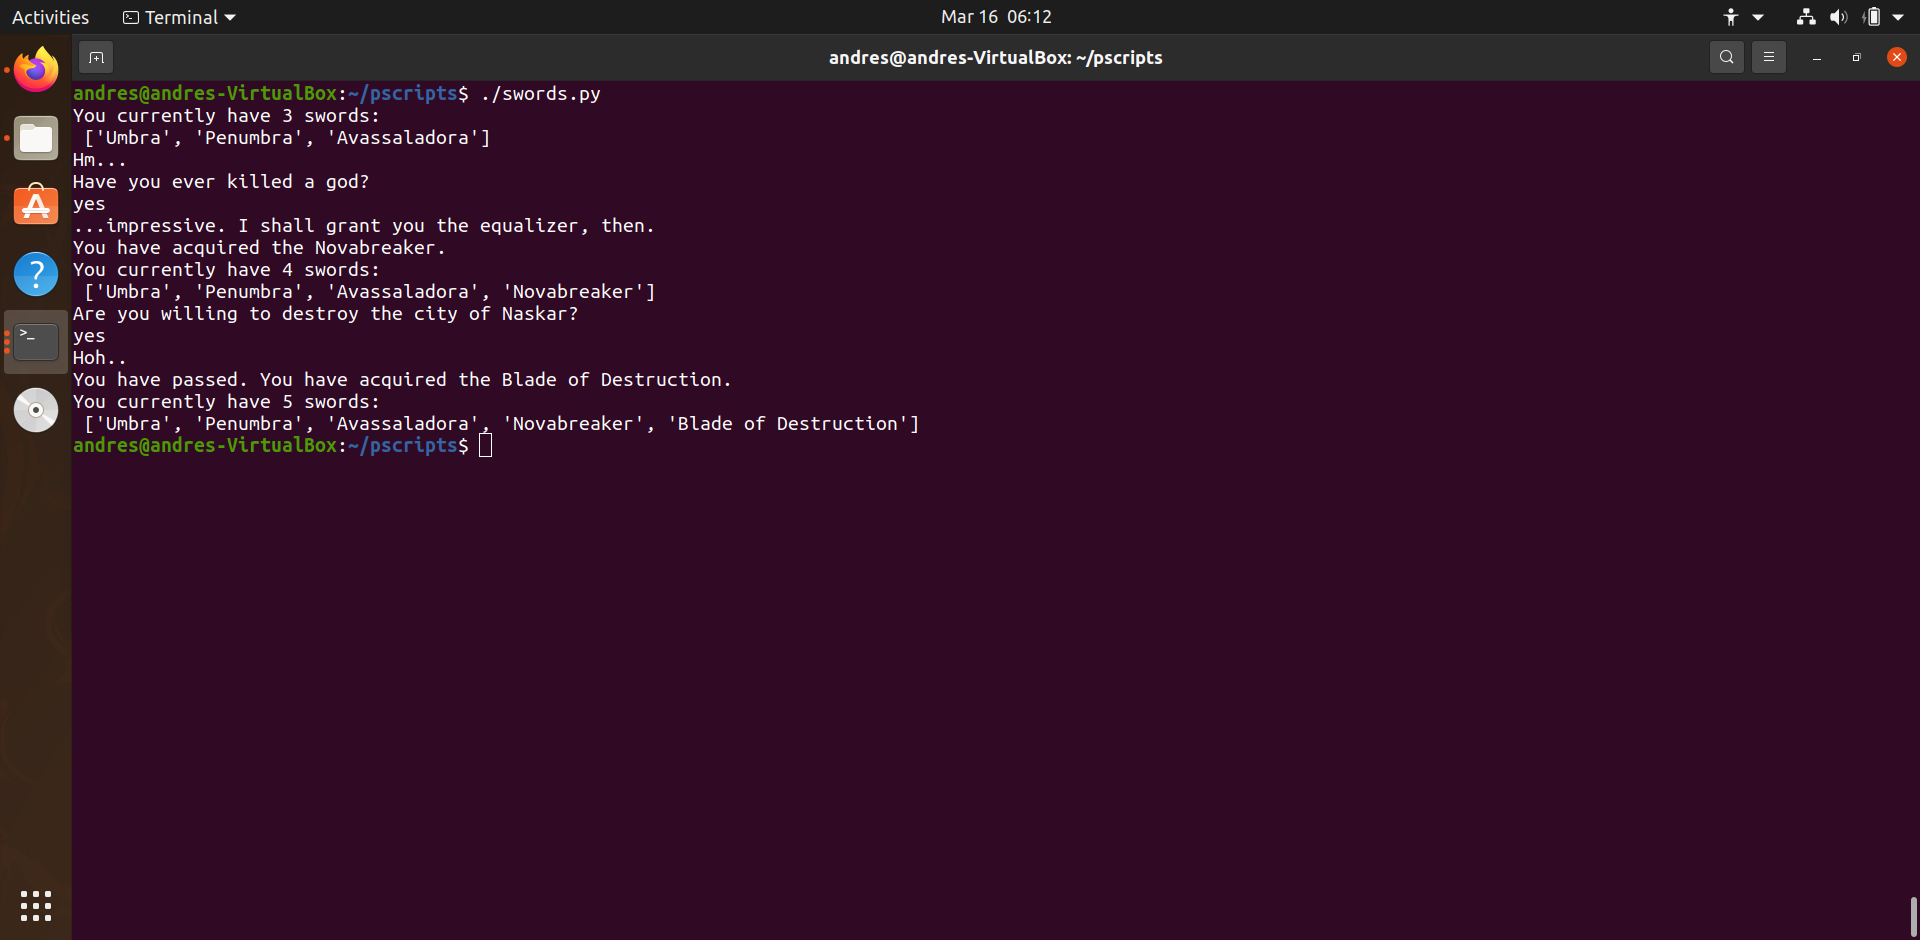 Activities
Terminal
Mar 16 06:12
andres@andres-VirtualBox: ~/pscripts
andres@andres-VirtualBox:~/pscripts$ ./swords.py
You currently have 3 swords:
 ['Umbra', 'Penumbra', 'Avassaladora']
Hm...
Have you ever killed a god?
yes
...impressive. I shall grant you the equalizer, then.
You have acquired the Novabreaker.
You currently have 4 swords:
 ['Umbra', 'Penumbra', 'Avassaladora', 'Novabreaker']
Are you willing to destroy the city of Naskar?
yes
Hoh..
You have passed. You have acquired the Blade of Destruction.
You currently have 5 swords:
 ['Umbra', 'Penumbra', 'Avassaladora', 'Novabreaker', 'Blade of Destruction']
andres@andres-VirtualBox:~/pscripts$